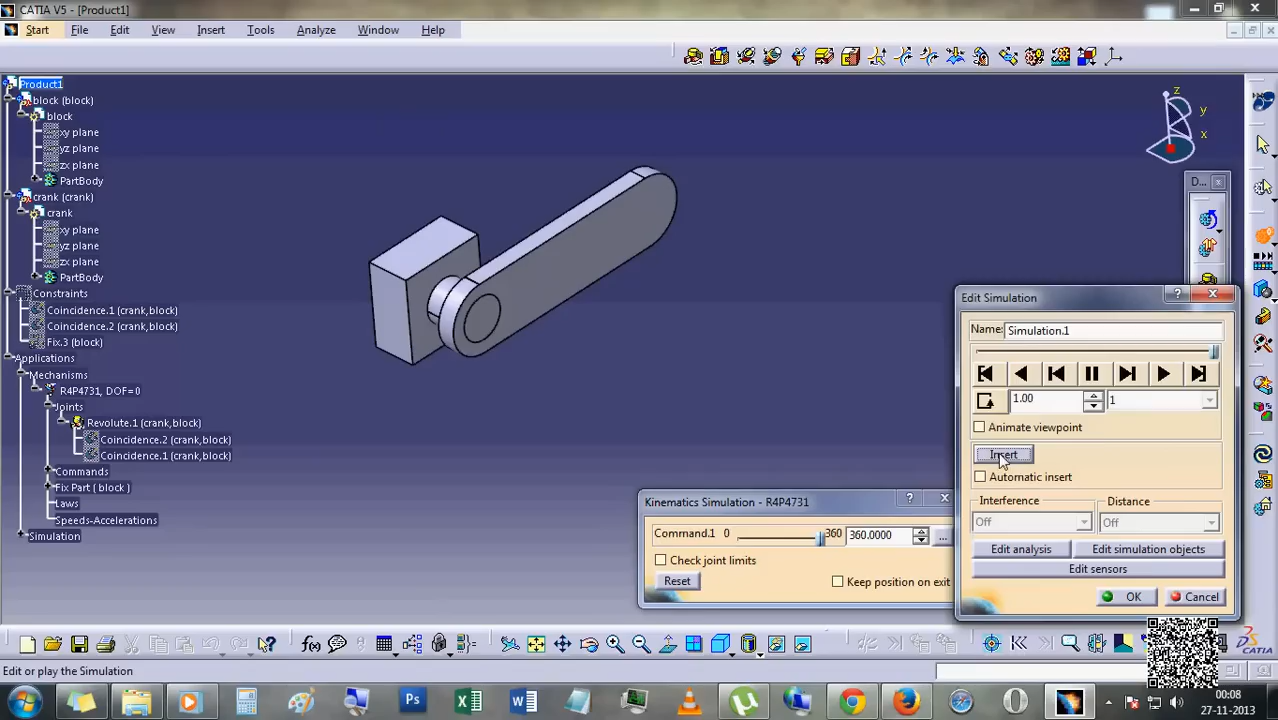 CATIA V5 - [Product1]
Start File Edit View Insert Tools Analyze Window Help
Product1
block (block)
block
xy plane
yz plane
zx plane
PartBody
crank (crank)
crank
xy plane
yz plane
zx plane
PartBody
Constraints
Coincidence.1 (crank,block)
Coincidence.2 (crank,block)
Fix.3 (block)
Applications
Mechanisms
R4P4731, DOF=0
Joints
Revolute.1 (crank,block)
Coincidence.2 (crank,block)
Coincidence.1 (crank,block)
Commands
Fix Part ( block )
Laws
Speeds-Accelerations
Simulation
z
y
x
D...
Edit Simulation
Name: Simulation.1
1.00 1
Animate viewpoint
Insert
Automatic insert
Interference Distance
Off Off
Edit analysis Edit simulation objects
Edit sensors
OK Cancel
Kinematics Simulation - R4P4731
Command.1 0 360 360.0000 ...
Check joint limits
Reset Keep position on exit
f(x)
CATIA
Edit or play the Simulation
Ps
00:08
27-11-2013